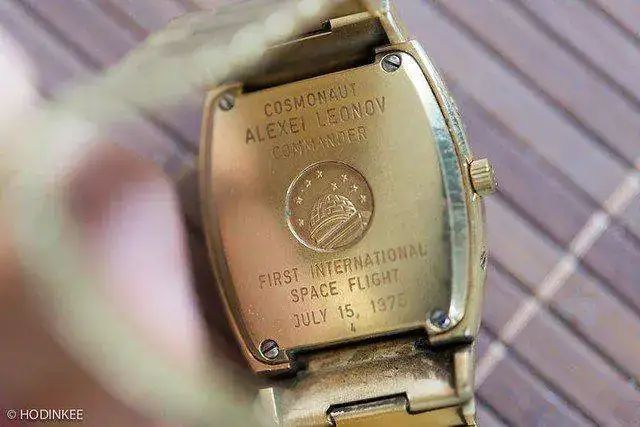 COSMONAUT
ALEXEI LEONOV
COMMANDER
FIRST INTERNATIONAL
SPACE FLIGHT
JULY 15, 1975
4
© HODINKEE